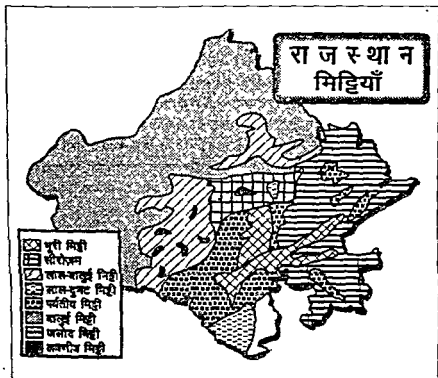 राजस्थान
मिट्टियाँ
भूरी मिट्टी
सीरोज़म
लाल-बालुई मिट्टी
लाल-दुमट मिट्टी
पर्वतीय मिट्टी
बालुई मिट्टी
जलोढ़ मिट्टी
लवणीय मिट्टी